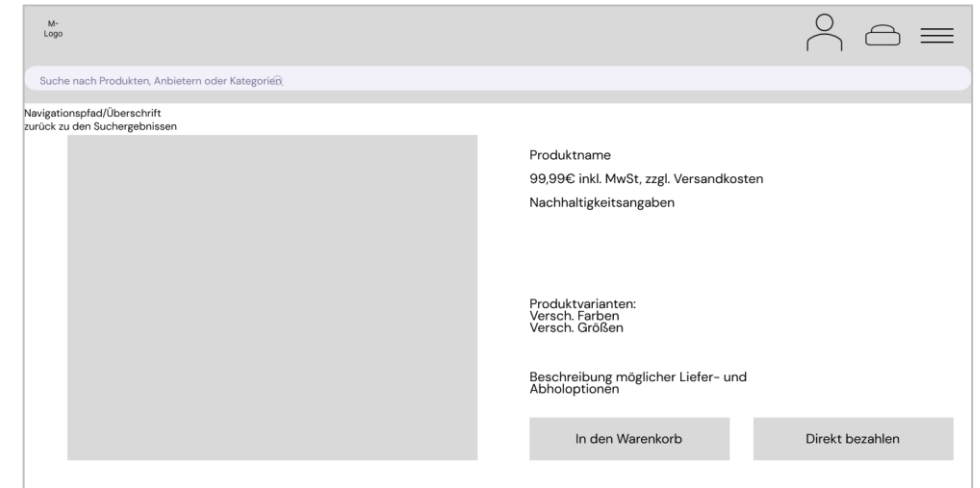 M-
Logo
Suche nach Produkten, Anbietern oder Kategorien
Navigationspfad/Überschrift
zurück zu den Suchergebnissen
Produktname
99,99€ inkl. MwSt, zzgl. Versandkosten
Nachhaltigkeitsangaben
Produktvarianten:
Versch. Farben
Versch. Größen
Beschreibung möglicher Liefer- und
Abholoptionen
In den Warenkorb
Direkt bezahlen